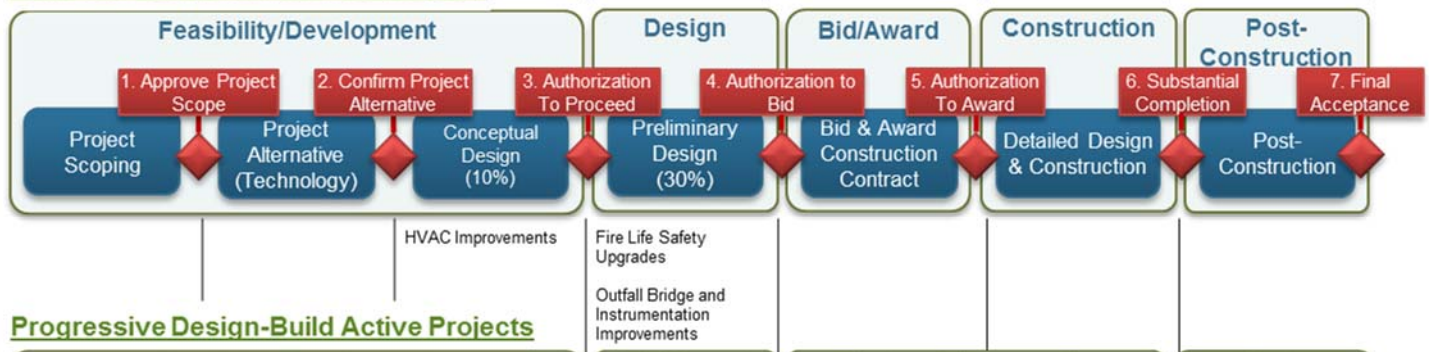 Feasibility/Development
Design
Bid/Award
Construction
Post-
Construction
1. Approve Project
Scope
2. Confirm Project
Alternative
3. Authorization
To Proceed
4. Authorization to
Bid
5. Authorization
To Award
6. Substantial
Completion
7. Final
Acceptance
Project
Scoping
Project
Alternative
(Technology)
Conceptual
Design
(10%)
Preliminary
Design
(30%)
Bid & Award
Construction
Contract
Detailed Design
& Construction
Post-
Construction
HVAC Improvements
Fire Life Safety
Upgrades
Outfall Bridge and
Instrumentation
Improvements
Progressive Design-Build Active Projects